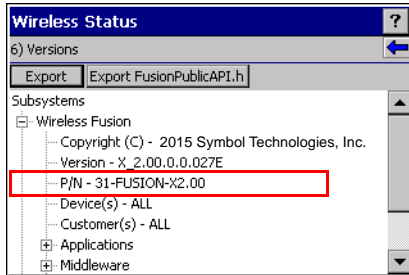 Wireless Status ?
6) Versions
Export Export FusionPublicAPI.h
Subsystems
Wireless Fusion
Copyright (C) - 2015 Symbol Technologies, Inc.
Version - X_2.00.0.0.027E
P/N - 31-FUSION-X2.00
Device(s) - ALL
Customer(s) - ALL
Applications
Middleware